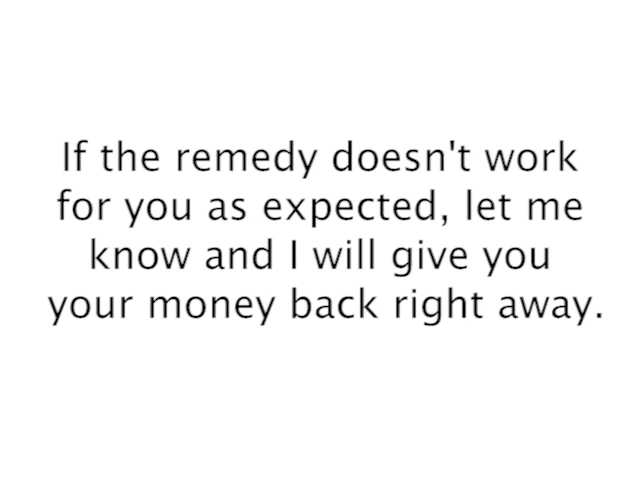 If the remedy doesn't work
for you as expected, let me
know and I will give you
your money back right away.